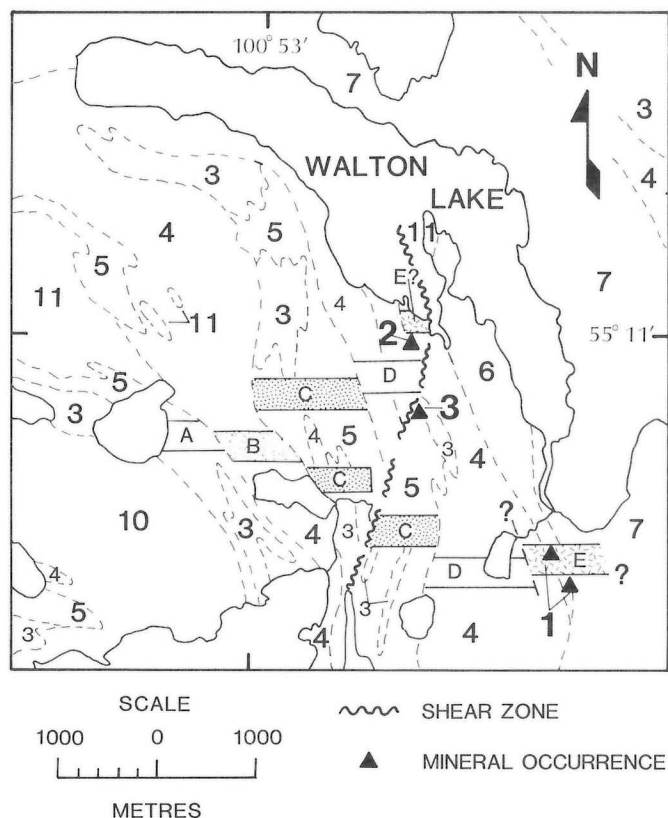 100° 53'
7
N
3
WALTON
3
4
LAKE
4
5
11
7
5
E?
4
11
3
11
2
55° 11'
6
5
D
C
3
3
A
B
4
5
3
4
C
5
10
3
4
3
C
?
7
D
E
?
4
5
3
3
4
4
1
SCALE
1000 0 1000
METRES
SHEAR ZONE
MINERAL OCCURRENCE